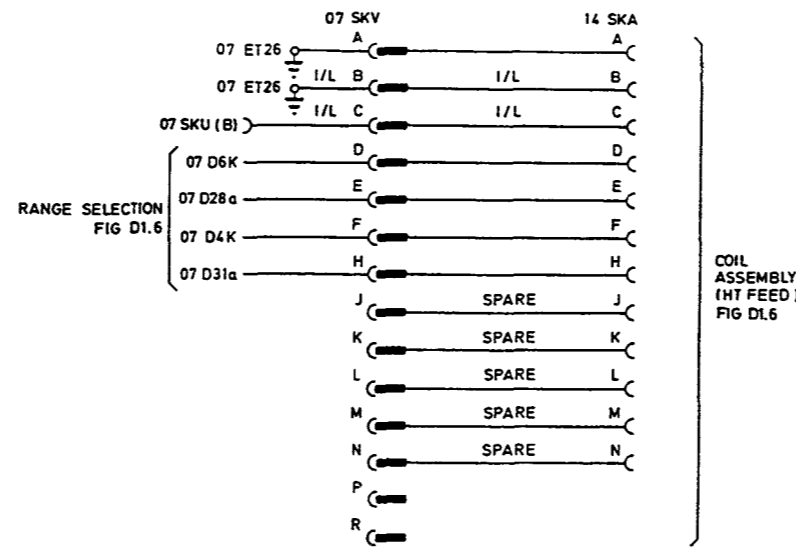 07 SKV 14 SKA
07 ET26 A A
07 ET26 I/L B I/L B
07 SKU (B) I/L C I/L C
07 D6K D D
07 D28a E E
RANGE SELECTION
FIG D1.6
07 D4K F F
07 D31a H H
COIL
ASSEMBLY
(HT FEED)
FIG D1.6
J SPARE J
K SPARE K
L SPARE L
M SPARE M
N SPARE N
P
R